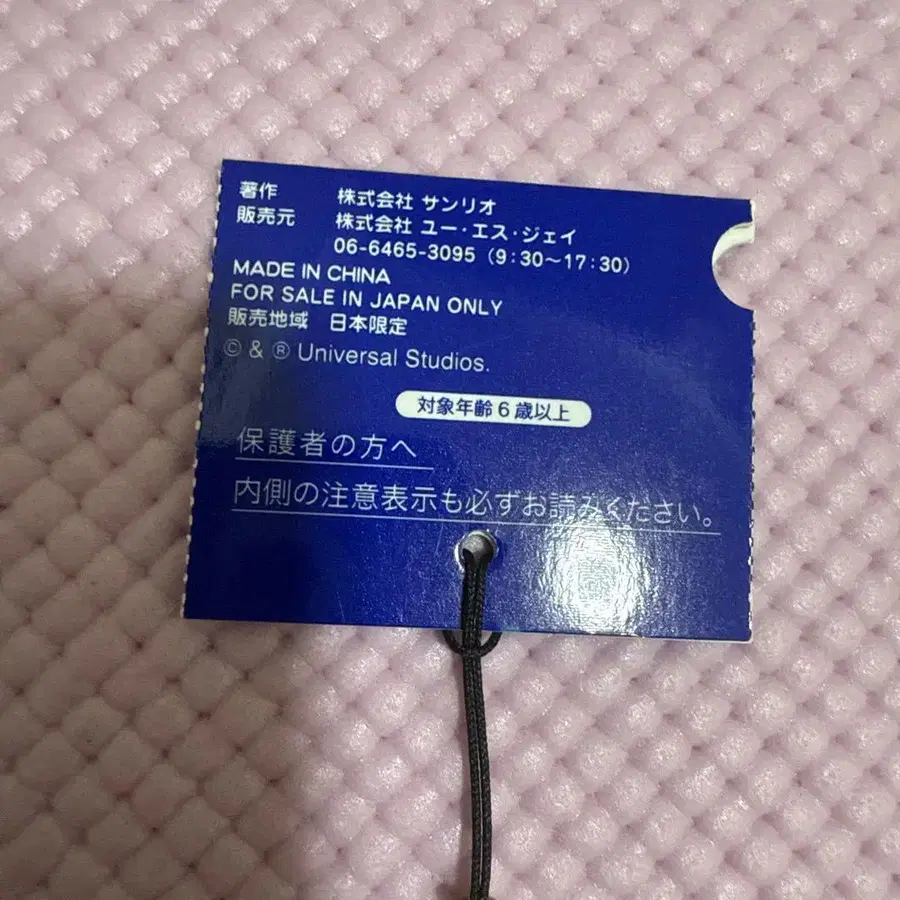 著作 株式会社 サンリオ
販売元 株式会社 ユー・エス・ジェイ
06-6465-3095（9:30〜17:30）
MADE IN CHINA
FOR SALE IN JAPAN ONLY
販売地域 日本限定
© & ® Universal Studios.
対象年齢6歳以上
保護者の方へ
内側の注意表示も必ずお読みください。